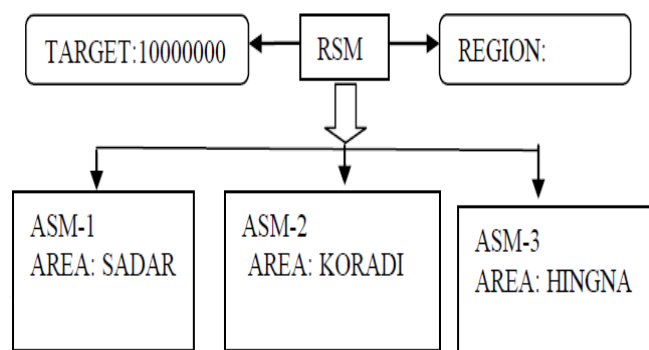 TARGET:10000000
RSM
REGION:
ASM-1
AREA: SADAR
ASM-2
AREA: KORADI
ASM-3
AREA: HINGNA